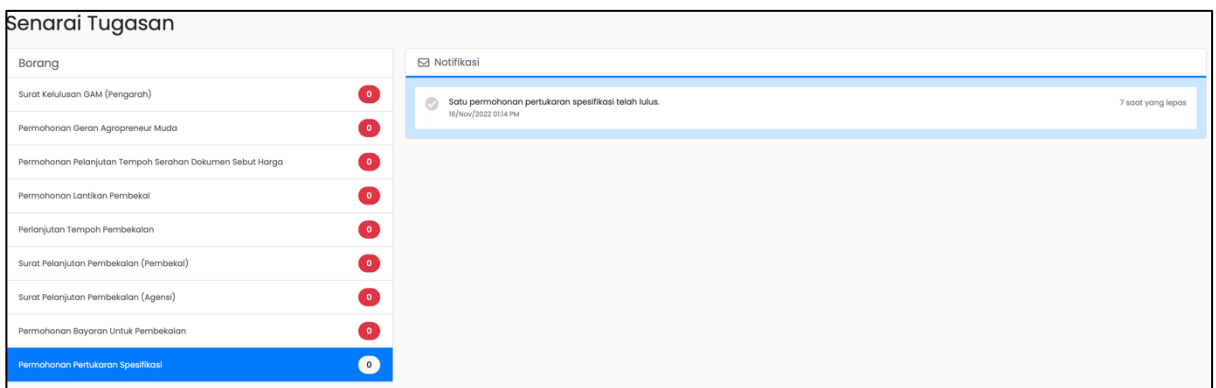 Senarai Tugasan
Borang
Surat Kelulusan GAM (Pengarah) 0
Permohonan Geran Agropreneur Muda 0
Permohonan Pelanjutan Tempoh Serahan Dokumen Sebut Harga 0
Permohonan Lantikan Pembekal 0
Perlanjutan Tempoh Pembekalan 0
Surat Pelanjutan Pembekalan (Pembekal) 0
Surat Pelanjutan Pembekalan (Agensi) 0
Permohonan Bayaran Untuk Pembekalan 0
Permohonan Pertukaran Spesifikasi 0
Notifikasi
Satu permohonan pertukaran spesifikasi telah lulus. 7 saat yang lepas
16/Nov/2022 01:14 PM